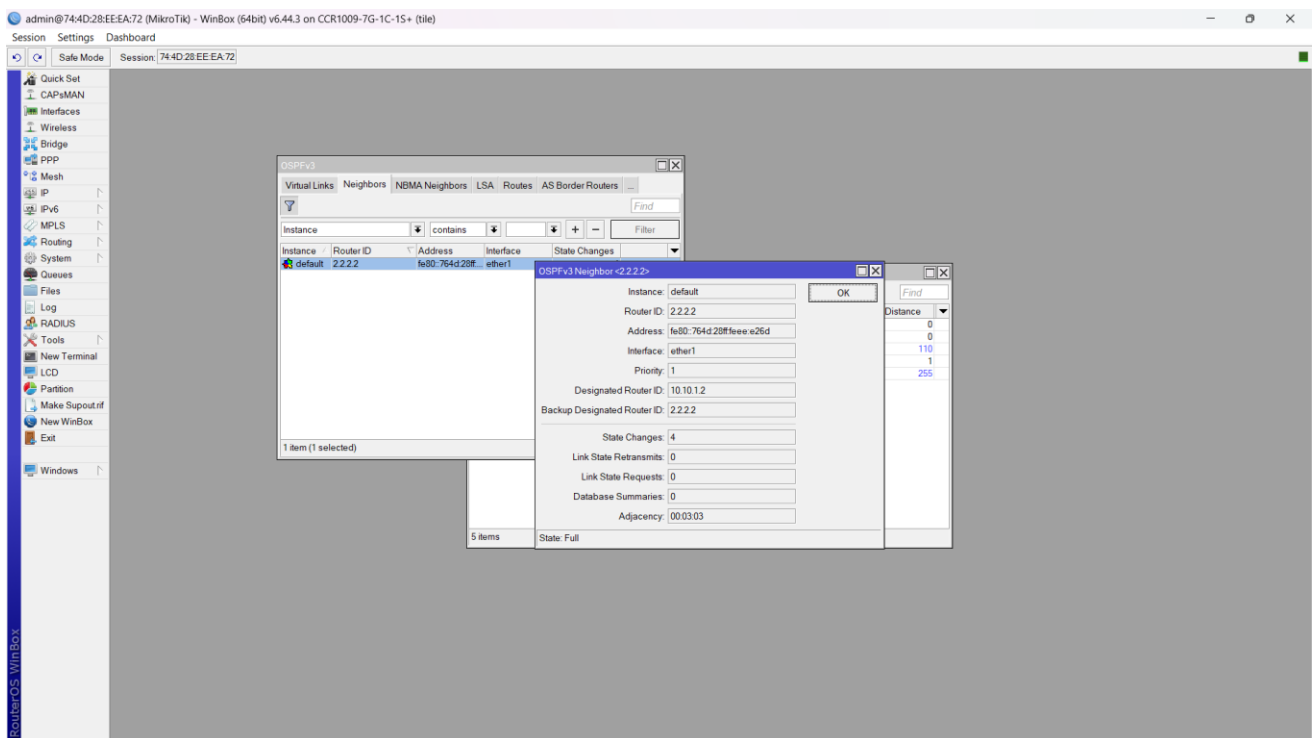 admin@74:4D:28:EE:EA:72 (MikroTik) - WinBox (64bit) v6.44.3 on CCR1009-7G-1C-1S+ (tile)
Session Settings Dashboard
Safe Mode Session: 74:4D:28:EE:EA:72
Quick Set
CAPsMAN
Interfaces
Wireless
Bridge
PPP
Mesh
IP
IPv6
MPLS
Routing
System
Queues
Files
Log
RADIUS
Tools
New Terminal
LCD
Partition
Make Supout.rif
New WinBox
Exit
Windows
RouterOS WinBox
OSPFv3
Virtual Links Neighbors NBMA Neighbors LSA Routes AS Border Routers ...
Find
Instance contains + − Filter
Instance Router ID Address Interface State Changes
default 2.2.2.2 fe80::764d:28ff... ether1
1 item (1 selected)
OSPFv3 Neighbor <2.2.2.2>
Instance: default OK
Router ID: 2.2.2.2
Address: fe80::764d:28ff:feee:e26d
Interface: ether1
Priority: 1
Designated Router ID: 10.10.1.2
Backup Designated Router ID: 2.2.2.2
State Changes: 4
Link State Retransmits: 0
Link State Requests: 0
Database Summaries: 0
Adjacency: 00:03:03
State: Full
Find
Distance
0
0
110
1
255
5 items